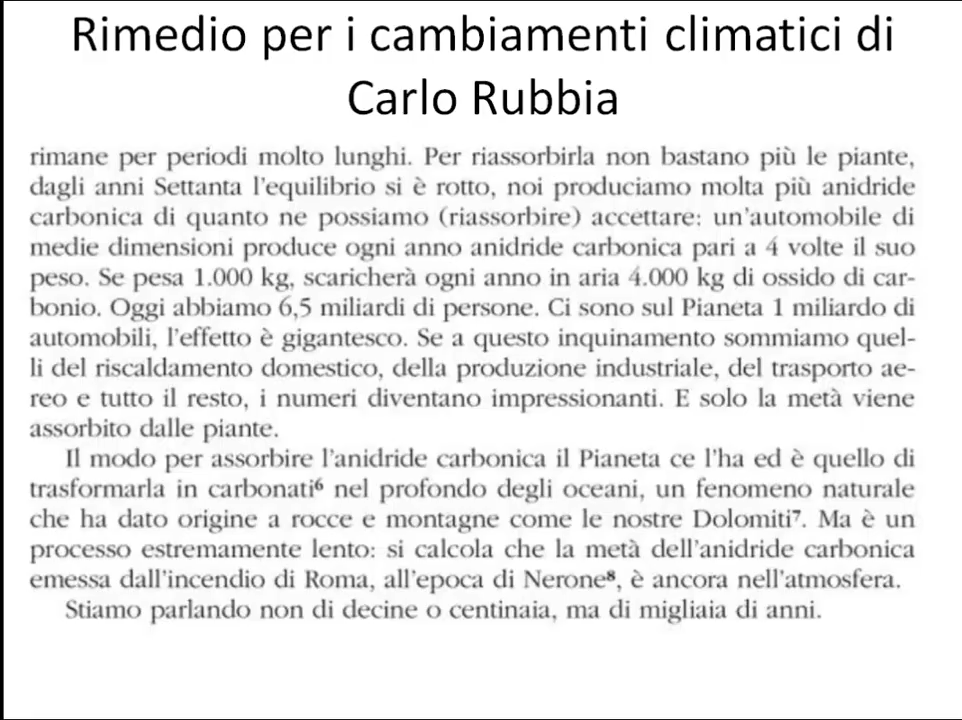 Rimedio per i cambiamenti climatici di
Carlo Rubbia
rimane per periodi molto lunghi. Per riassorbirla non bastano più le piante,
dagli anni Settanta l'equilibrio si è rotto, noi produciamo molta più anidride
carbonica di quanto ne possiamo (riassorbire) accettare: un'automobile di
medie dimensioni produce ogni anno anidride carbonica pari a 4 volte il suo
peso. Se pesa 1.000 kg, scaricherà ogni anno in aria 4.000 kg di ossido di car-
bonio. Oggi abbiamo 6,5 miliardi di persone. Ci sono sul Pianeta 1 miliardo di
automobili, l'effetto è gigantesco. Se a questo inquinamento sommiamo quel-
li del riscaldamento domestico, della produzione industriale, del trasporto ae-
reo e tutto il resto, i numeri diventano impressionanti. E solo la metà viene
assorbito dalle piante.
Il modo per assorbire l'anidride carbonica il Pianeta ce l'ha ed è quello di
trasformarla in carbonati⁶ nel profondo degli oceani, un fenomeno naturale
che ha dato origine a rocce e montagne come le nostre Dolomiti⁷. Ma è un
processo estremamente lento: si calcola che la metà dell'anidride carbonica
emessa dall'incendio di Roma, all'epoca di Nerone⁸, è ancora nell'atmosfera.
Stiamo parlando non di decine o centinaia, ma di migliaia di anni.